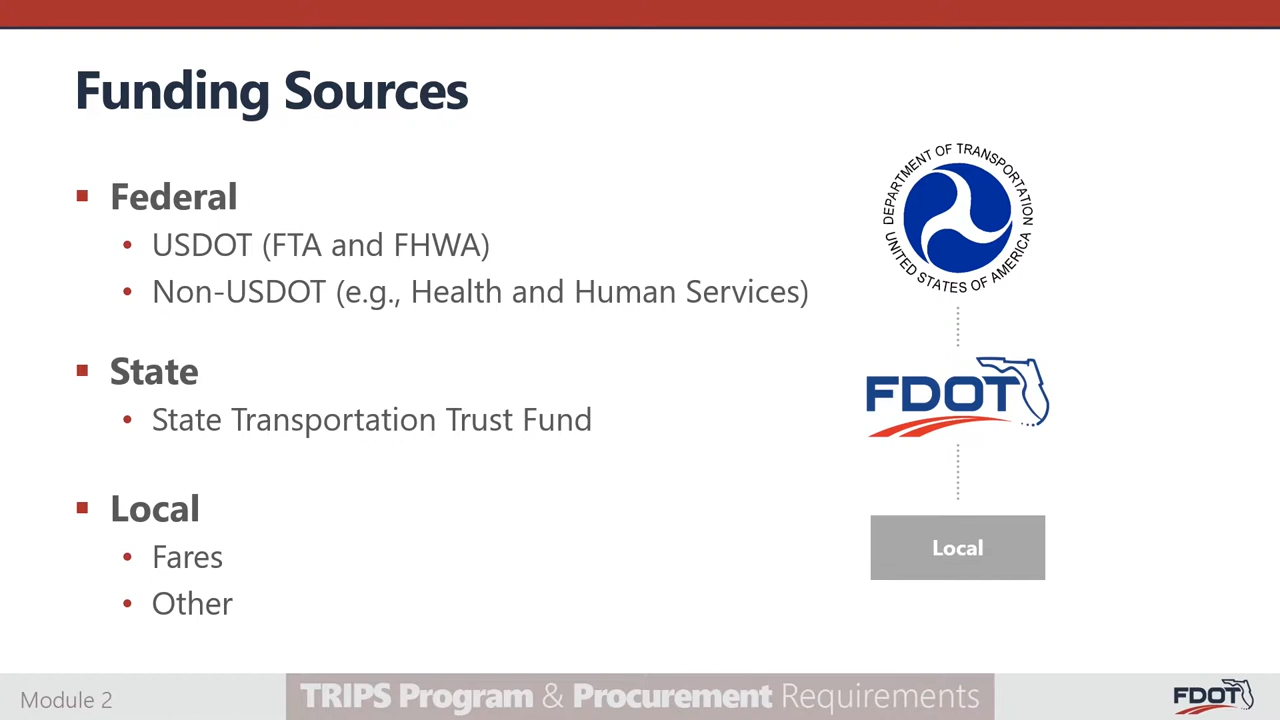 Funding Sources
Federal
USDOT (FTA and FHWA)
Non-USDOT (e.g., Health and Human Services)
State
State Transportation Trust Fund
Local
Fares
Other
DEPARTMENT OF TRANSPORTATION
UNITED STATES OF AMERICA
FDOT
Local
Module 2
TRIPS Program & Procurement Requirements
FDOT